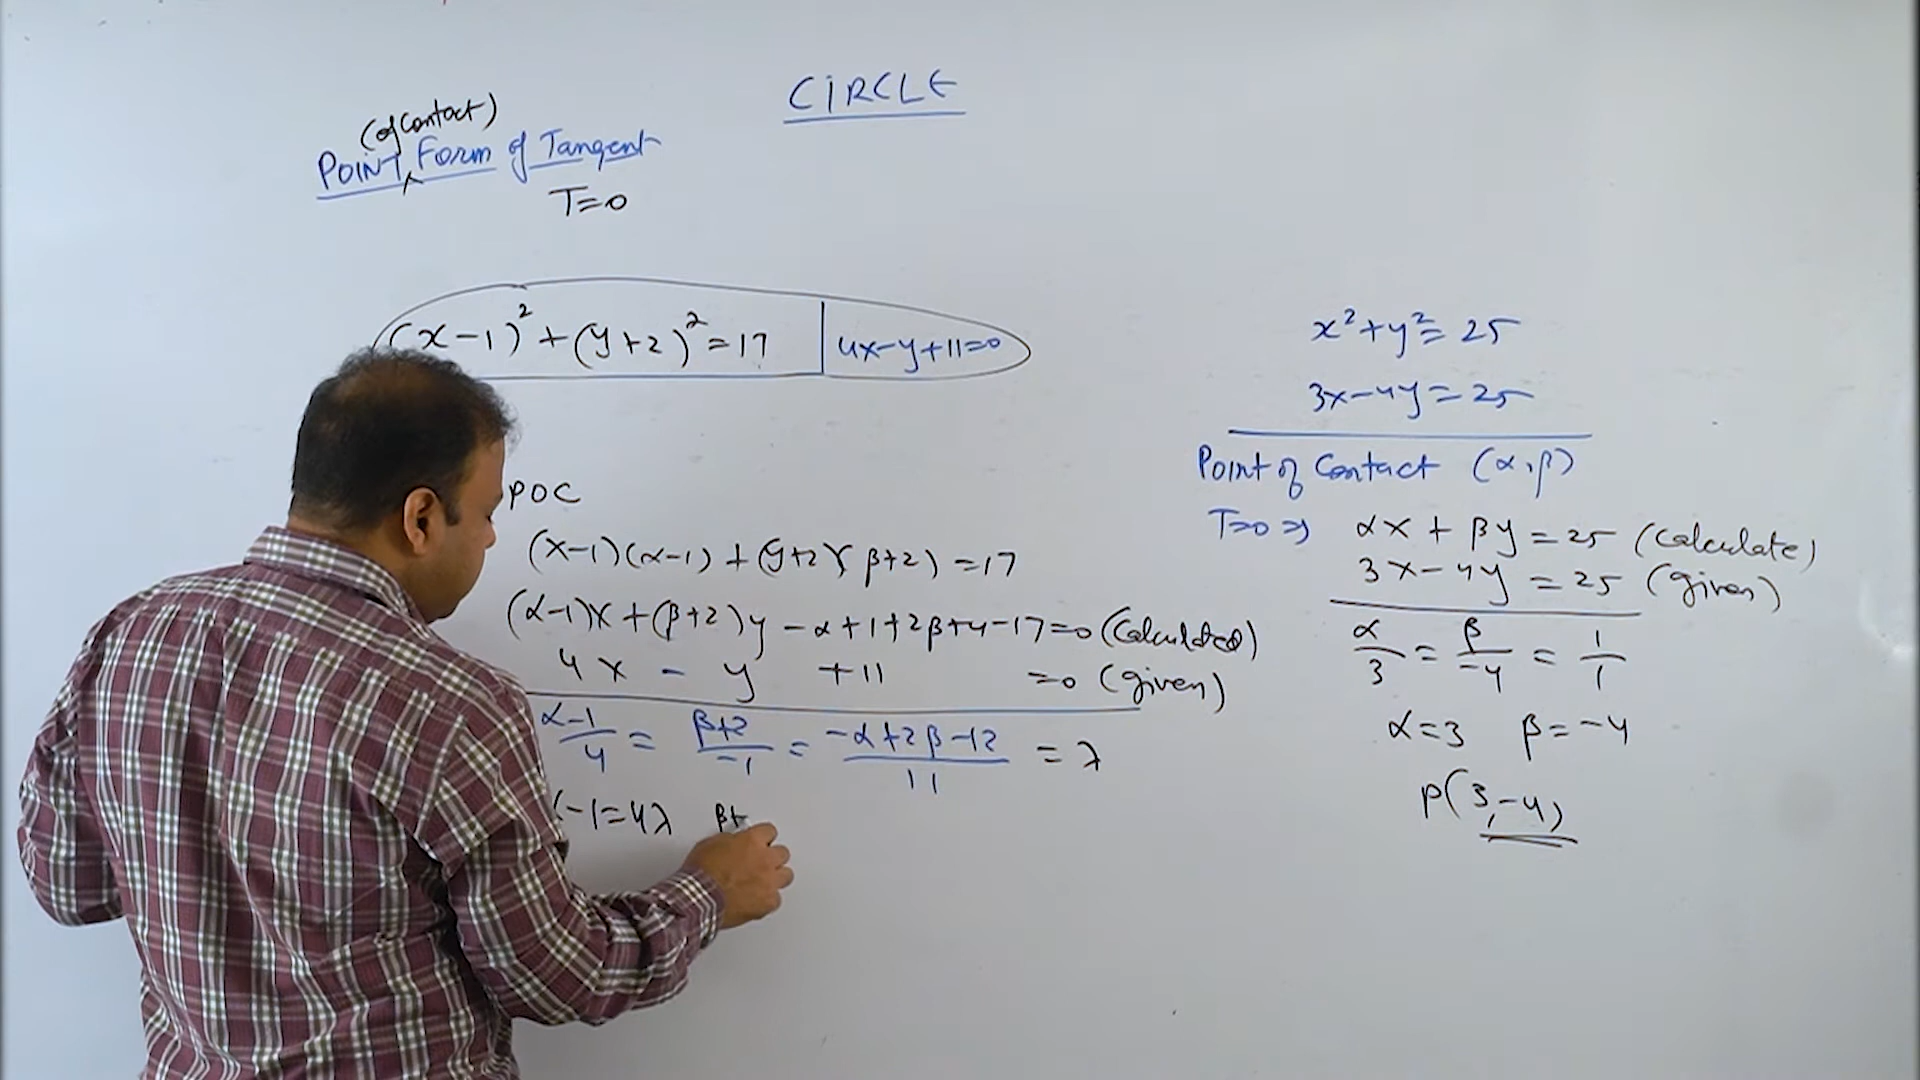 CIRCLE
(of Contact)
POINT ^ Form of Tangent
T=0
(x-1)²+(y+2)²=17 | 4x-y+11=0
POC
(x-1)(α-1)+(y+2)(β+2)=17
(α-1)x+(β+2)y-α+1+2β+4-17=0 (Calculated)
4x - y +11 =0 (given)
α-1/4 = β+2/-1 = -α+2β-12/11 = λ
-1=4λ β+
x²+y²=25
3x-4y=25
Point of Contact (α,β)
T=0 ⇒ αx+βy=25 (Calculate)
3x-4y=25 (given)
α/3 = β/-4 = 1/1
α=3 β=-4
P(3,-4)